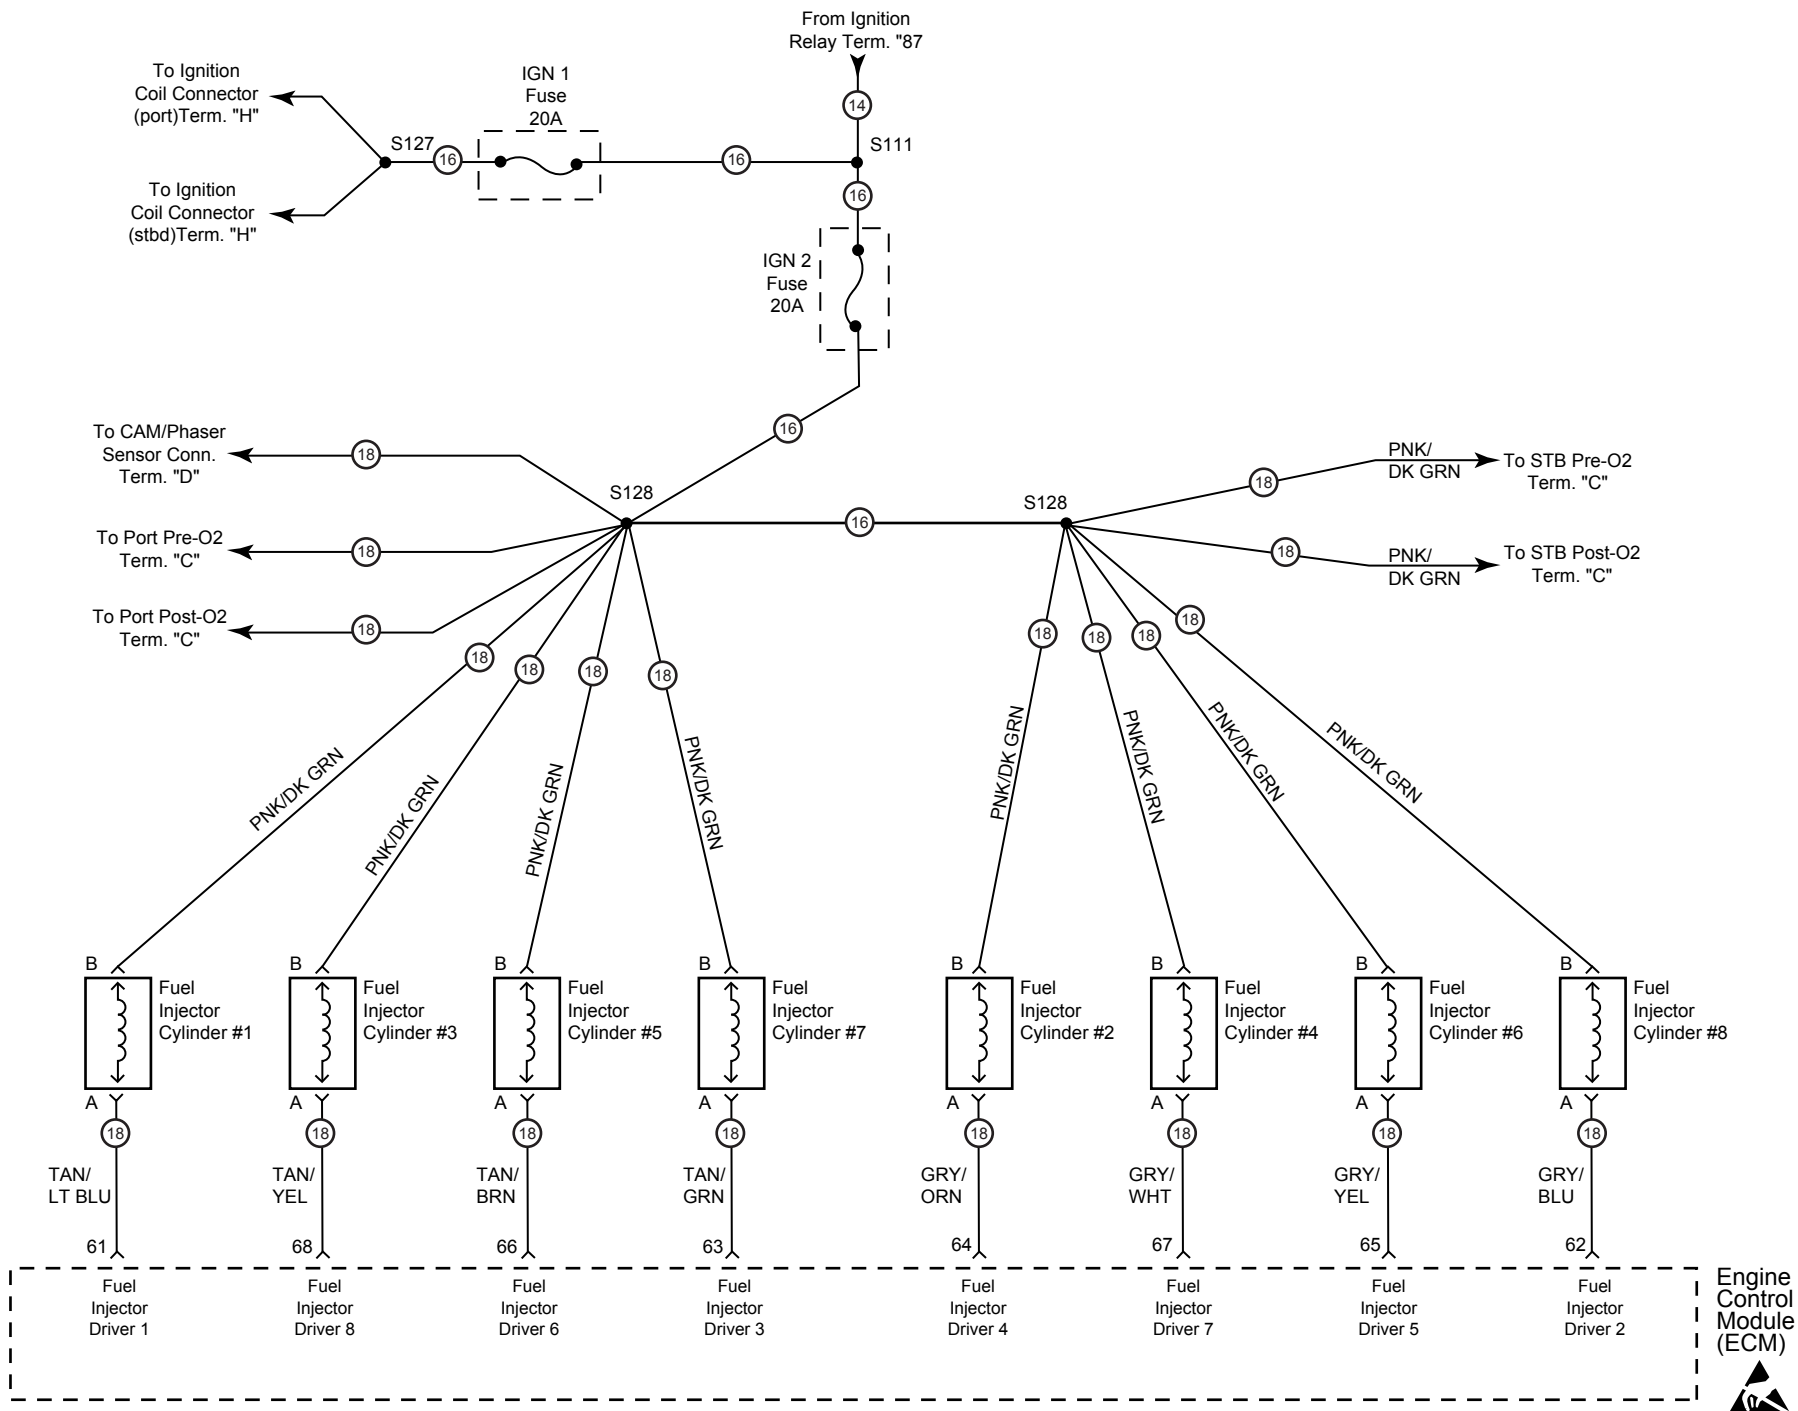 From Ignition
Relay Term. "87
14
To Ignition
Coil Connector
(port)Term. "H"
IGN 1
Fuse
20A
S127
16
16
S111
16
To Ignition
Coil Connector
(stbd)Term. "H"
IGN 2
Fuse
20A
16
To CAM/Phaser
Sensor Conn.
Term. "D"
18
S128
16
S128
18
PNK/
DK GRN
To STB Pre-O2
Term. "C"
To Port Pre-O2
Term. "C"
18
18
PNK/
DK GRN
To STB Post-O2
Term. "C"
To Port Post-O2
Term. "C"
18
18
18
18
18
18
18
18
18
PNK/DK GRN
PNK/DK GRN
PNK/DK GRN
PNK/DK GRN
PNK/DK GRN
PNK/DK GRN
PNK/DK GRN
PNK/DK GRN
B
Fuel
Injector
Cylinder #1
A
18
TAN/
LT BLU
61
Fuel
Injector
Driver 1
B
Fuel
Injector
Cylinder #3
A
18
TAN/
YEL
68
Fuel
Injector
Driver 8
B
Fuel
Injector
Cylinder #5
A
18
TAN/
BRN
66
Fuel
Injector
Driver 6
B
Fuel
Injector
Cylinder #7
A
18
TAN/
GRN
63
Fuel
Injector
Driver 3
B
Fuel
Injector
Cylinder #2
A
18
GRY/
ORN
64
Fuel
Injector
Driver 4
B
Fuel
Injector
Cylinder #4
A
18
GRY/
WHT
67
Fuel
Injector
Driver 7
B
Fuel
Injector
Cylinder #6
A
18
GRY/
YEL
65
Fuel
Injector
Driver 5
B
Fuel
Injector
Cylinder #8
A
18
GRY/
BLU
62
Fuel
Injector
Driver 2
Engine
Control
Module
(ECM)